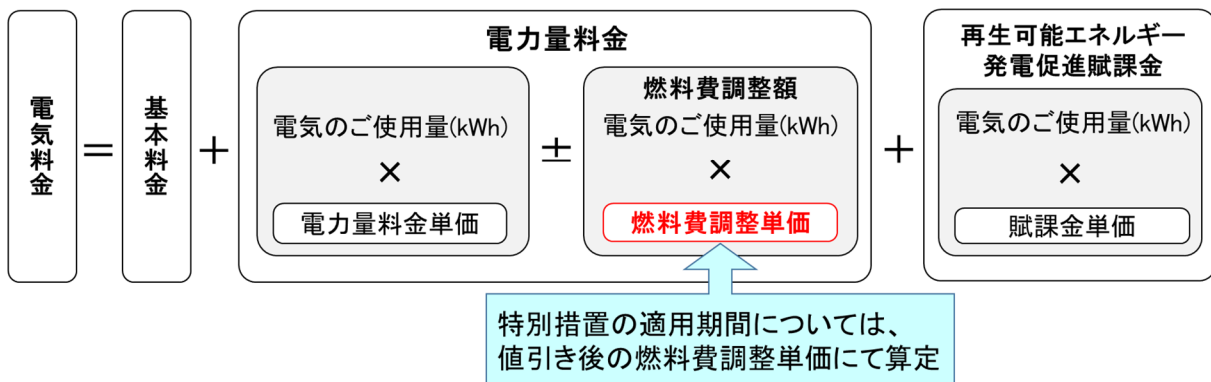 電気料金
=
基本料金
+
電力量料金
電気のご使用量(kWh)
×
電力量料金単価
±
燃料費調整額
電気のご使用量(kWh)
×
燃料費調整単価
+
再生可能エネルギー
発電促進賦課金
電気のご使用量(kWh)
×
賦課金単価
特別措置の適用期間については、
値引き後の燃料費調整単価にて算定